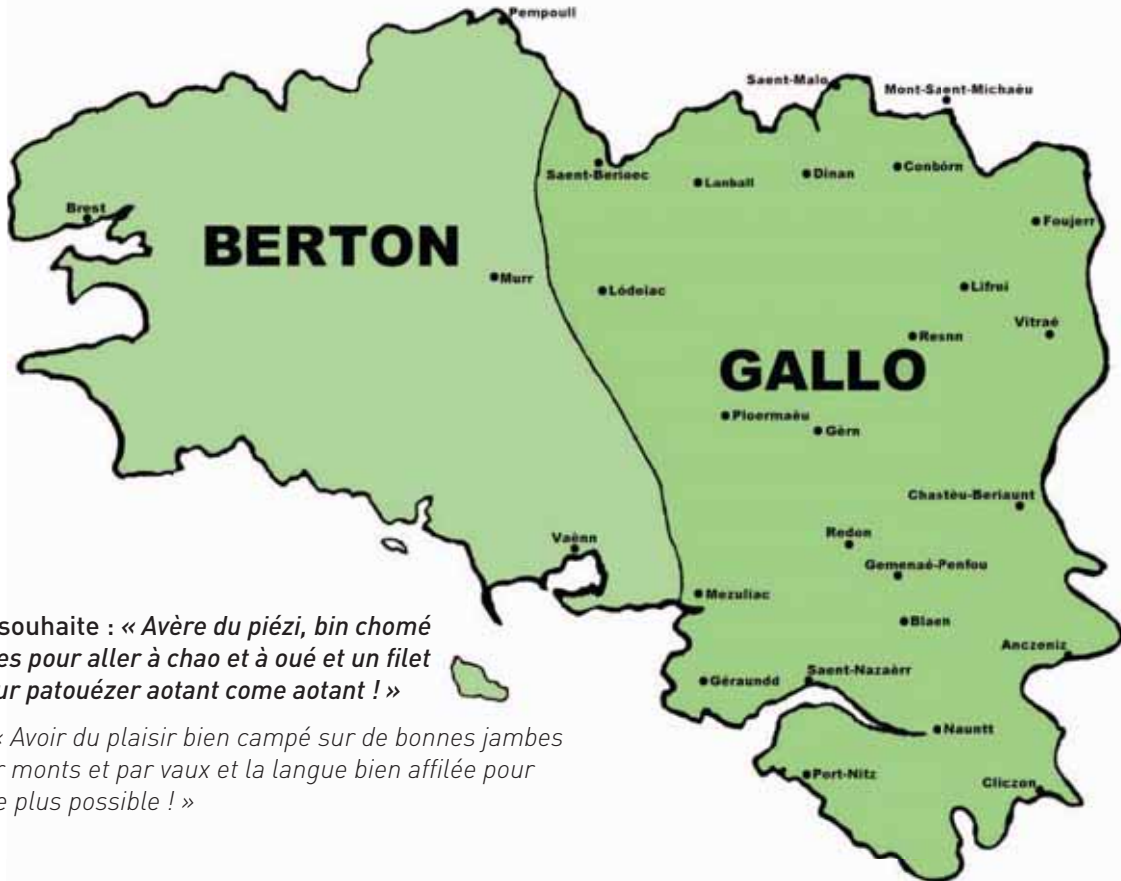 Pempoull
Saent-Malo
Mont-Saent-Michaèu
Saent-Berioec
Lanball
Dinan
Conbórn
Brest
Foujerr
BERTON
Murr
Lódeiac
Lifrei
Resnn
Vitraé
GALLO
Ploermaèu
Gèrn
Chastèu-Beriaunt
Redon
Vaènn
Gemenaé-Penfou
Mezuliac
Blaen
souhaite : « Avère du piézi, bin chomé
Anczeniz
es pour aller à chao et à oué et un filet
Géraundd
Saent-Nazaèrr
ur patouézer aotant come aotant ! »
« Avoir du plaisir bien campé sur de bonnes jambes
Nauntt
r monts et par vaux et la langue bien affilée pour
Port-Nitz
Cliczon
e plus possible ! »